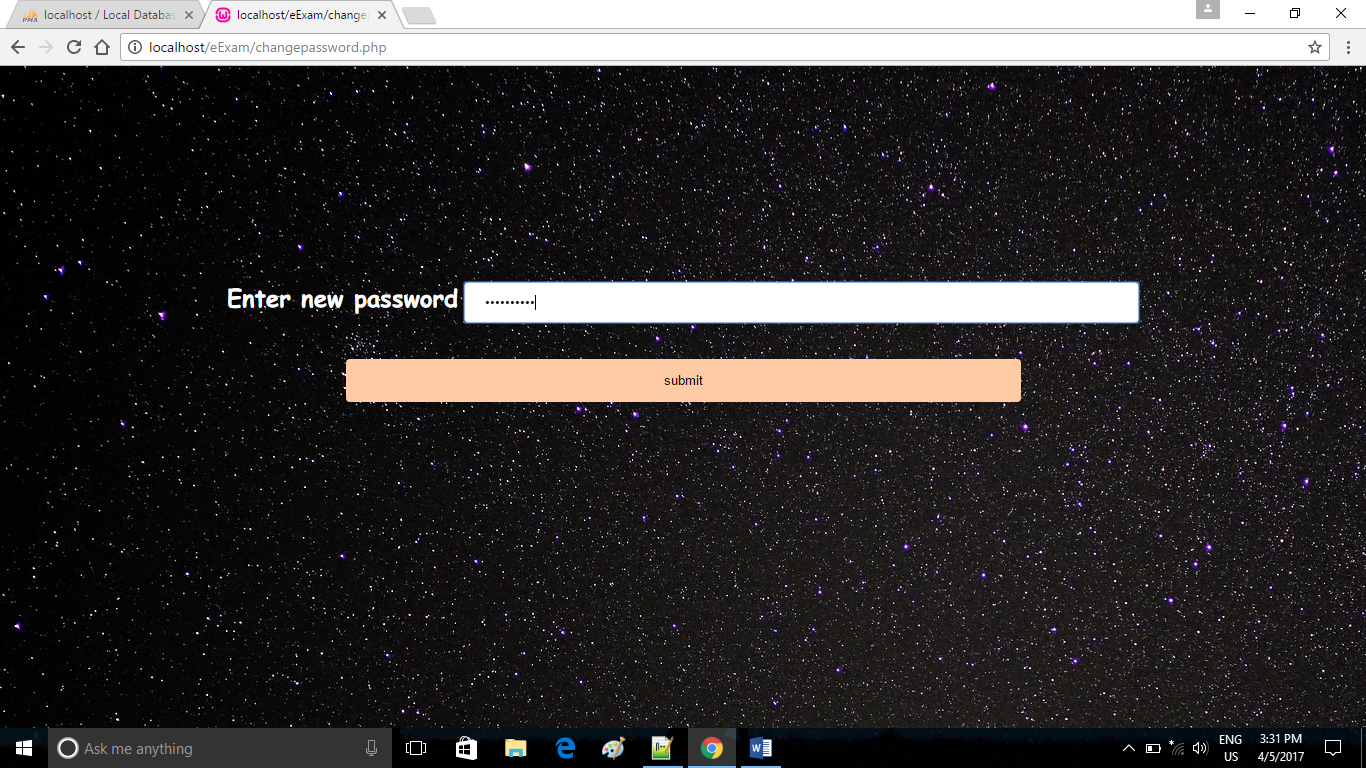 PMA
localhost / Local Databas
localhost/eExam/change
localhost/eExam/changepassword.php
Enter new password ••••••••••
submit
Ask me anything
ENG
US
3:31 PM
4/5/2017